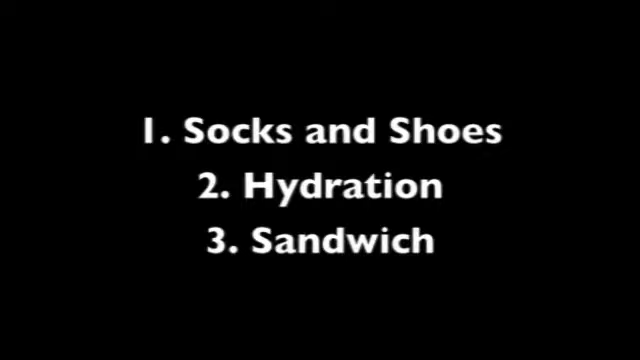 1. Socks and Shoes
2. Hydration
3. Sandwich